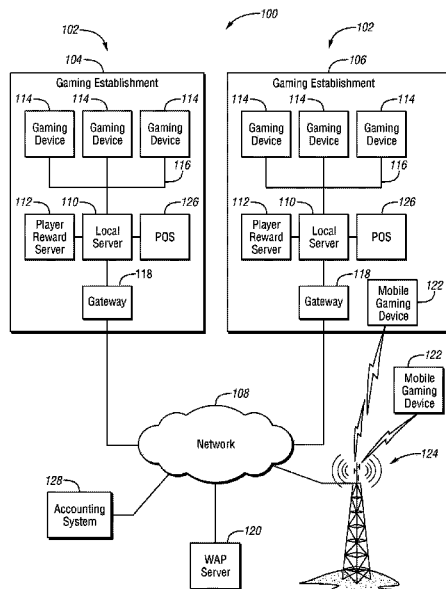 100
102
102
104
106
Gaming Establishment
Gaming Establishment
114
114
114
114
114
114
Gaming
Device
Gaming
Device
Gaming
Device
Gaming
Device
Gaming
Device
Gaming
Device
116
116
112
110
126
112
110
126
Player
Reward
Server
Local
Server
POS
Player
Reward
Server
Local
Server
POS
118
118
Gateway
Gateway
Mobile
Gaming
Device
122
Mobile
Gaming
Device
122
108
Network
124
128
Accounting
System
120
WAP
Server